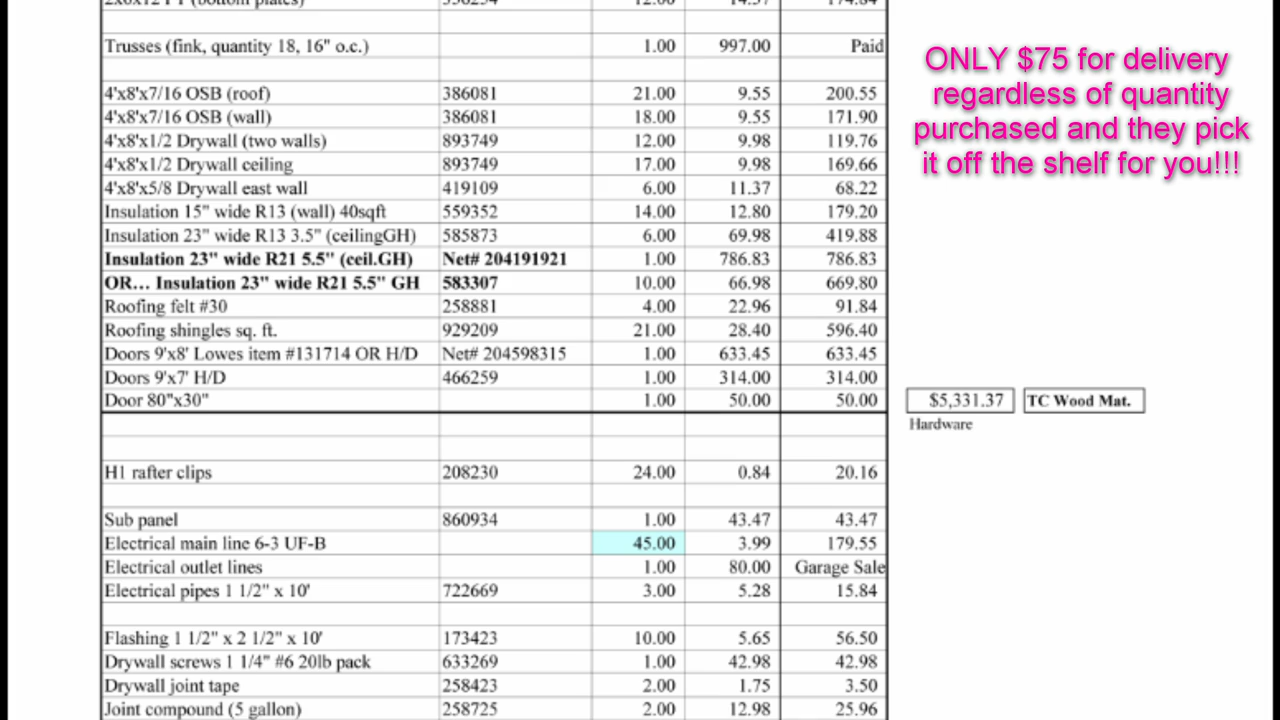 2x6x12 PT (bottom plates) 12.00 174.84
Trusses (fink, quantity 18, 16" o.c.) 1.00 997.00 Paid
4'x8'x7/16 OSB (roof) 386081 21.00 9.55 200.55
4'x8'x7/16 OSB (wall) 386081 18.00 9.55 171.90
4'x8'x1/2 Drywall (two walls) 893749 12.00 9.98 119.76
4'x8'x1/2 Drywall ceiling 893749 17.00 9.98 169.66
4'x8'x5/8 Drywall east wall 419109 6.00 11.37 68.22
Insulation 15" wide R13 (wall) 40sqft 559352 14.00 12.80 179.20
Insulation 23" wide R13 3.5" (ceilingGH) 585873 6.00 69.98 419.88
Insulation 23" wide R21 5.5" (ceil.GH) Net# 204191921 1.00 786.83 786.83
OR... Insulation 23" wide R21 5.5" GH 583307 10.00 66.98 669.80
Roofing felt #30 258881 4.00 22.96 91.84
Roofing shingles sq. ft. 929209 21.00 28.40 596.40
Doors 9'x8' Lowes item #131714 OR H/D Net# 204598315 1.00 633.45 633.45
Doors 9'x7' H/D 466259 1.00 314.00 314.00
Door 80"x30" 1.00 50.00 50.00
H1 rafter clips 208230 24.00 0.84 20.16
Sub panel 860934 1.00 43.47 43.47
Electrical main line 6-3 UF-B 45.00 3.99 179.55
Electrical outlet lines 1.00 80.00 Garage Sale
Electrical pipes 1 1/2" x 10' 722669 3.00 5.28 15.84
Flashing 1 1/2" x 2 1/2" x 10' 173423 10.00 5.65 56.50
Drywall screws 1 1/4" #6 20lb pack 633269 1.00 42.98 42.98
Drywall joint tape 258423 2.00 1.75 3.50
Joint compound (5 gallon) 258725 2.00 12.98 25.96
ONLY $75 for delivery
regardless of quantity
purchased and they pick
it off the shelf for you!!!
$5,331.37 TC Wood Mat.
Hardware